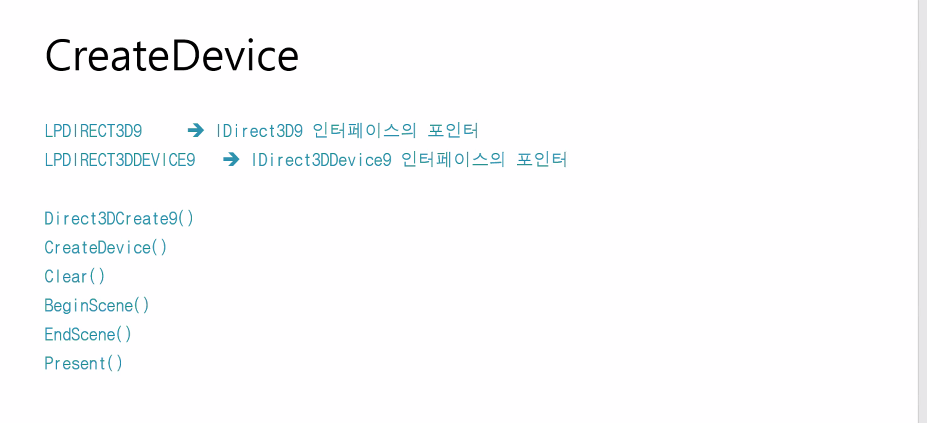 CreateDevice
LPDIRECT3D9 ➔ IDirect3D9 인터페이스의 포인터
LPDIRECT3DDEVICE9 ➔ IDirect3DDevice9 인터페이스의 포인터
Direct3DCreate9()
CreateDevice()
Clear()
BeginScene()
EndScene()
Present()